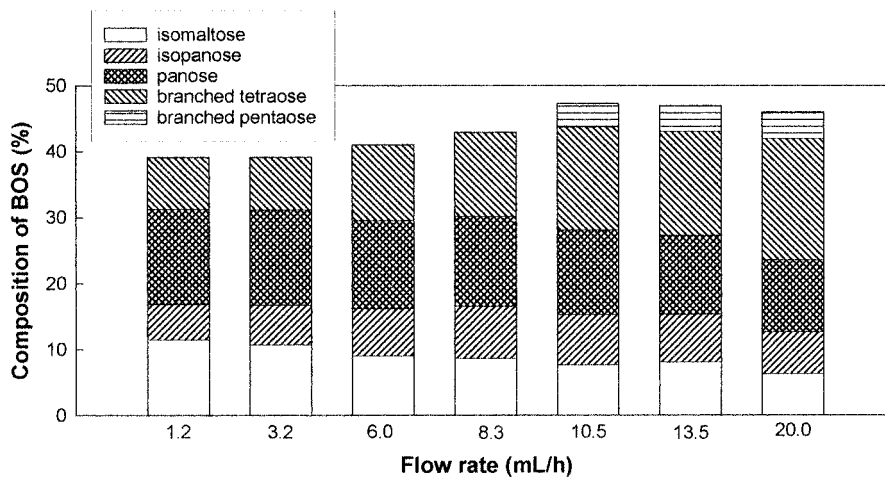 isomaltose
isopanose
panose
branched tetraose
branched pentaose
50
40
30
20
10
0
Composition of BOS (%)
1.2 3.2 6.0 8.3 10.5 13.5 20.0
Flow rate (mL/h)